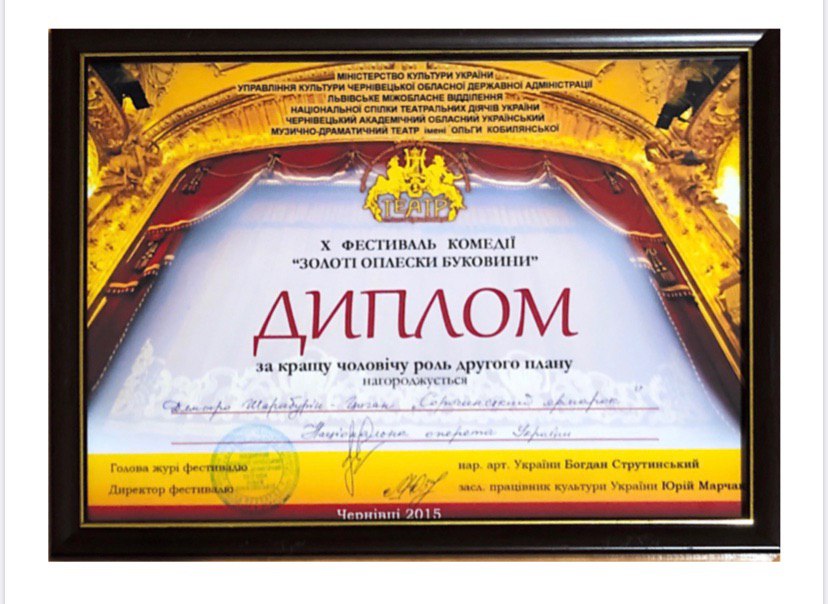 МІНІСТЕРСТВО КУЛЬТУРИ УКРАЇНИ
УПРАВЛІННЯ КУЛЬТУРИ ЧЕРНІВЕЦЬКОЇ ОБЛАСНОЇ ДЕРЖАВНОЇ АДМІНІСТРАЦІЇ
ЛЬВІВСЬКЕ МІЖОБЛАСНЕ ВІДДІЛЕННЯ
НАЦІОНАЛЬНОЇ СПІЛКИ ТЕАТРАЛЬНИХ ДІЯЧІВ УКРАЇНИ
ЧЕРНІВЕЦЬКИЙ АКАДЕМІЧНИЙ ОБЛАСНИЙ УКРАЇНСЬКИЙ
МУЗИЧНО-ДРАМАТИЧНИЙ ТЕАТР імені ОЛЬГИ КОБИЛЯНСЬКОЇ
ТЕАТР
X ФЕСТИВАЛЬ КОМЕДІЇ
“ЗОЛОТІ ОПЛЕСКИ БУКОВИНИ”
ДИПЛОМ
за кращу чоловічу роль другого плану
нагороджується
Дмитро Шарабурін - Циган „Сорочинський ярмарок”
Національна оперета України
Голова журі фестивалю нар. арт. України Богдан Струтинський
Директор фестивалю засл. працівник культури України Юрій Марчак
Чернівці 2015